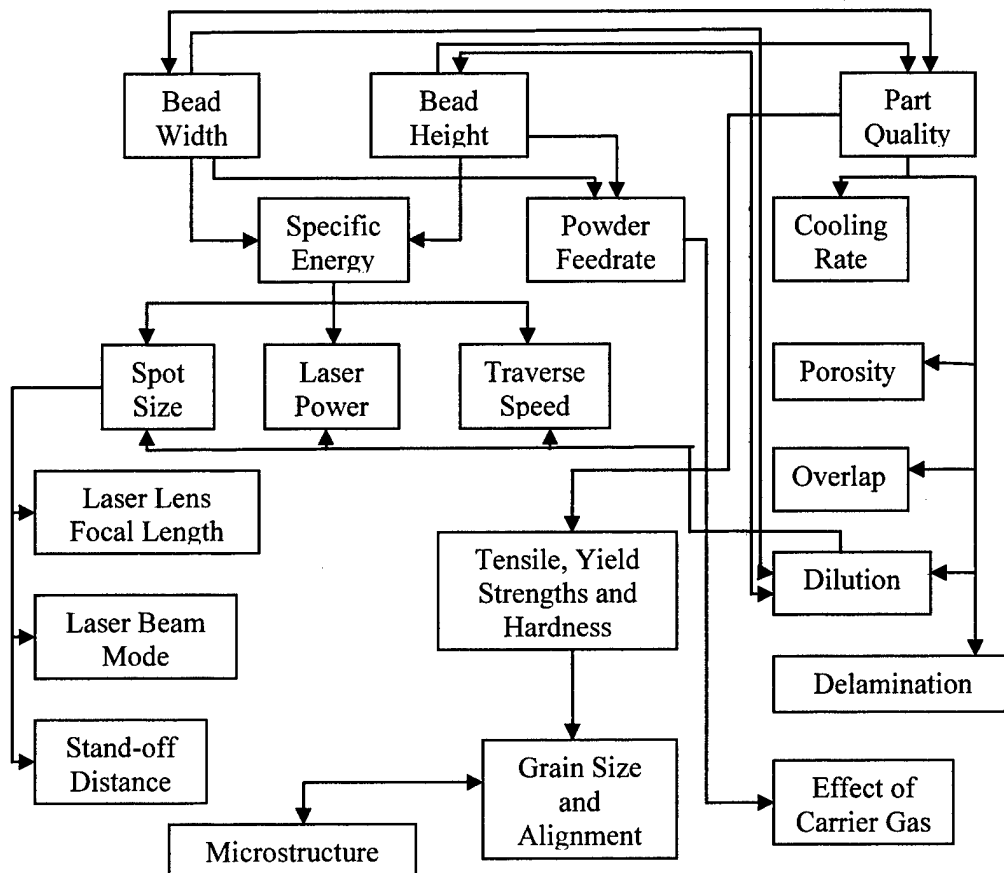 Bead
Width
Bead
Height
Part
Quality
Specific
Energy
Powder
Feedrate
Cooling
Rate
Spot
Size
Laser
Power
Traverse
Speed
Porosity
Overlap
Laser Lens
Focal Length
Tensile, Yield
Strengths and
Hardness
Dilution
Laser Beam
Mode
Delamination
Stand-off
Distance
Grain Size
and
Alignment
Effect of
Carrier Gas
Microstructure